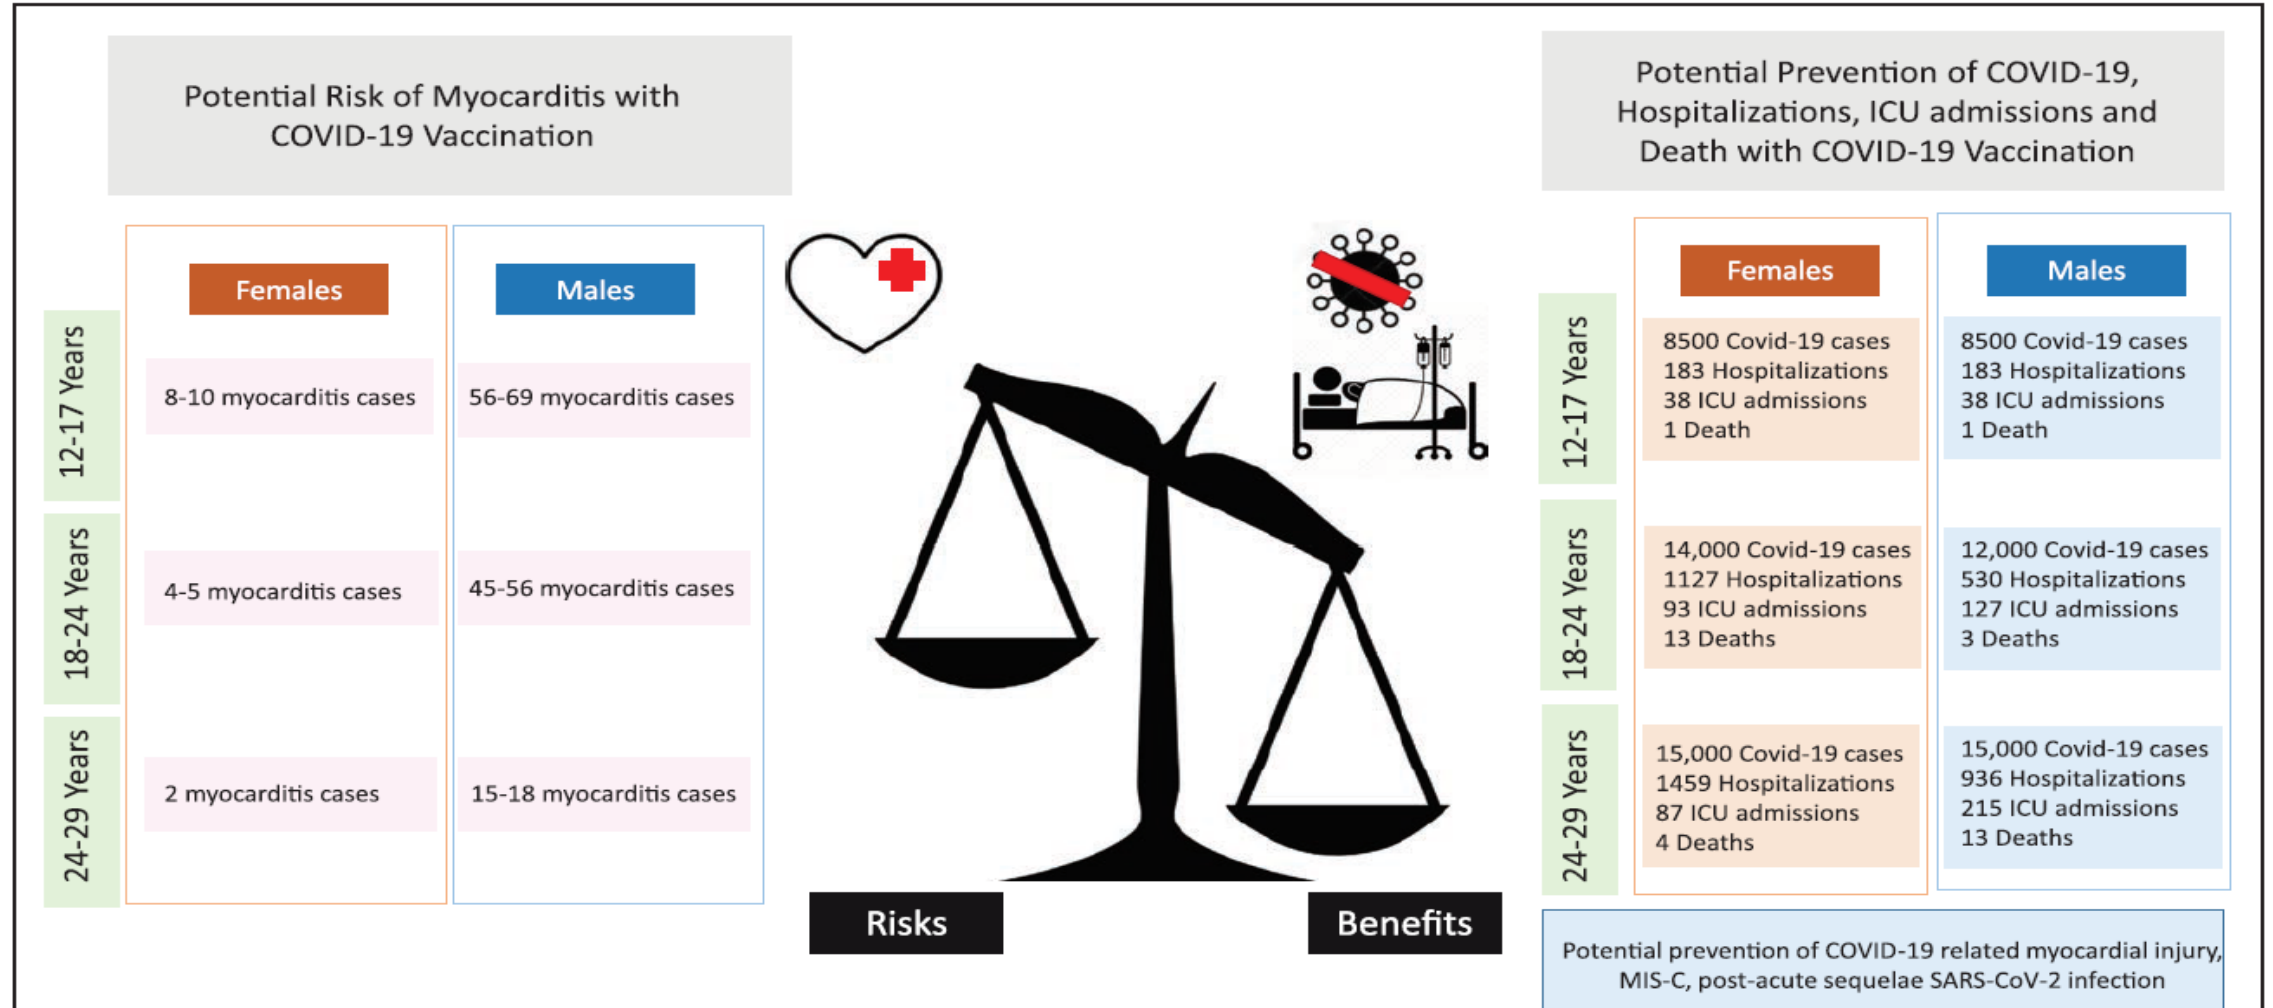 Potential Risk of Myocarditis with
COVID-19 Vaccination
Females
Males
12-17 Years
8-10 myocarditis cases
56-69 myocarditis cases
18-24 Years
4-5 myocarditis cases
45-56 myocarditis cases
24-29 Years
2 myocarditis cases
15-18 myocarditis cases
Risks
Benefits
Potential Prevention of COVID-19,
Hospitalizations, ICU admissions and
Death with COVID-19 Vaccination
Females
Males
12-17 Years
8500 Covid-19 cases
183 Hospitalizations
38 ICU admissions
1 Death
8500 Covid-19 cases
183 Hospitalizations
38 ICU admissions
1 Death
18-24 Years
14,000 Covid-19 cases
1127 Hospitalizations
93 ICU admissions
13 Deaths
12,000 Covid-19 cases
530 Hospitalizations
127 ICU admissions
3 Deaths
24-29 Years
15,000 Covid-19 cases
1459 Hospitalizations
87 ICU admissions
4 Deaths
15,000 Covid-19 cases
936 Hospitalizations
215 ICU admissions
13 Deaths
Potential prevention of COVID-19 related myocardial injury,
MIS-C, post-acute sequelae SARS-CoV-2 infection